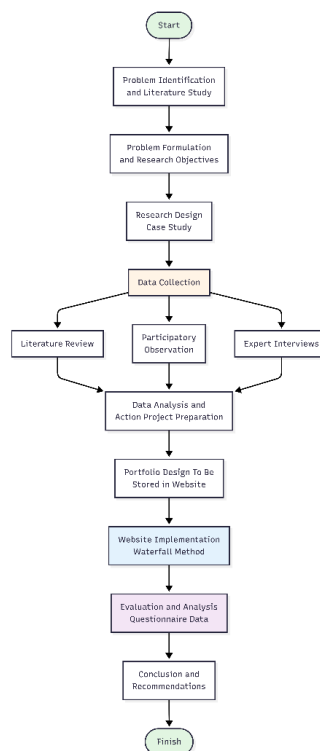 Start
Problem Identification
and Literature Study
Problem Formulation
and Research Objectives
Research Design
Case Study
Data Collection
Literature Review
Participatory
Observation
Expert Interviews
Data Analysis and
Action Project Preparation
Portfolio Design To Be
Stored in Website
Website Implementation
Waterfall Method
Evaluation and Analysis
Questionnaire Data
Conclusion and
Recommendations
Finish